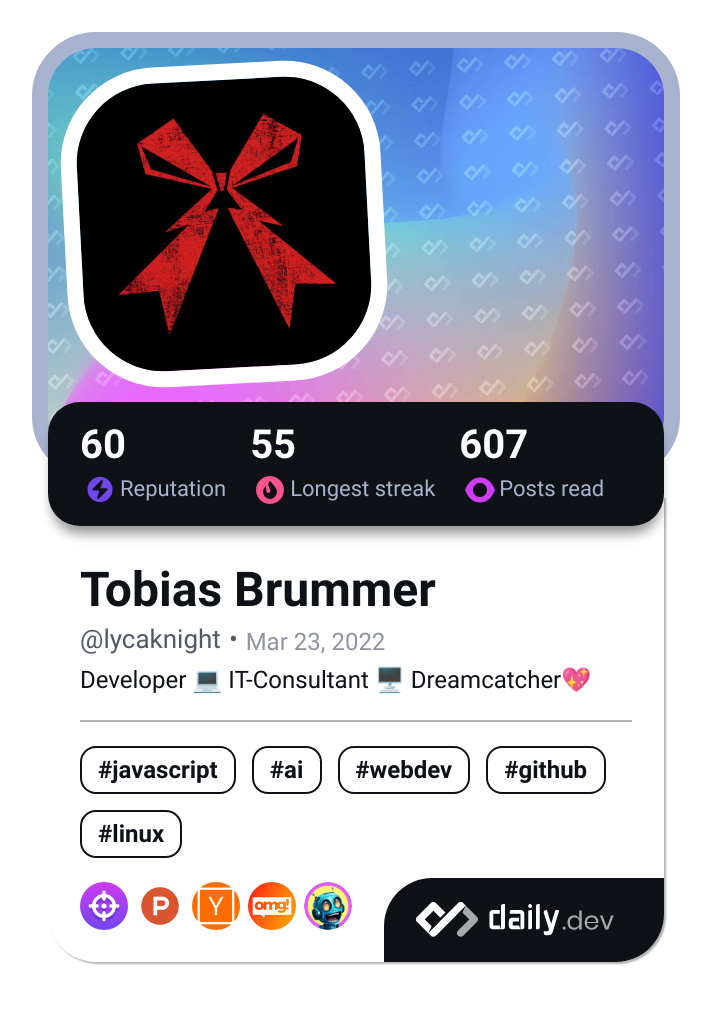 60 55 607
Reputation Longest streak Posts read
Tobias Brummer
@lycaknight • Mar 23, 2022
Developer 💻 IT-Consultant 🖥️ Dreamcatcher💖
#javascript #ai #webdev #github
#linux
P Y omg! daily.dev